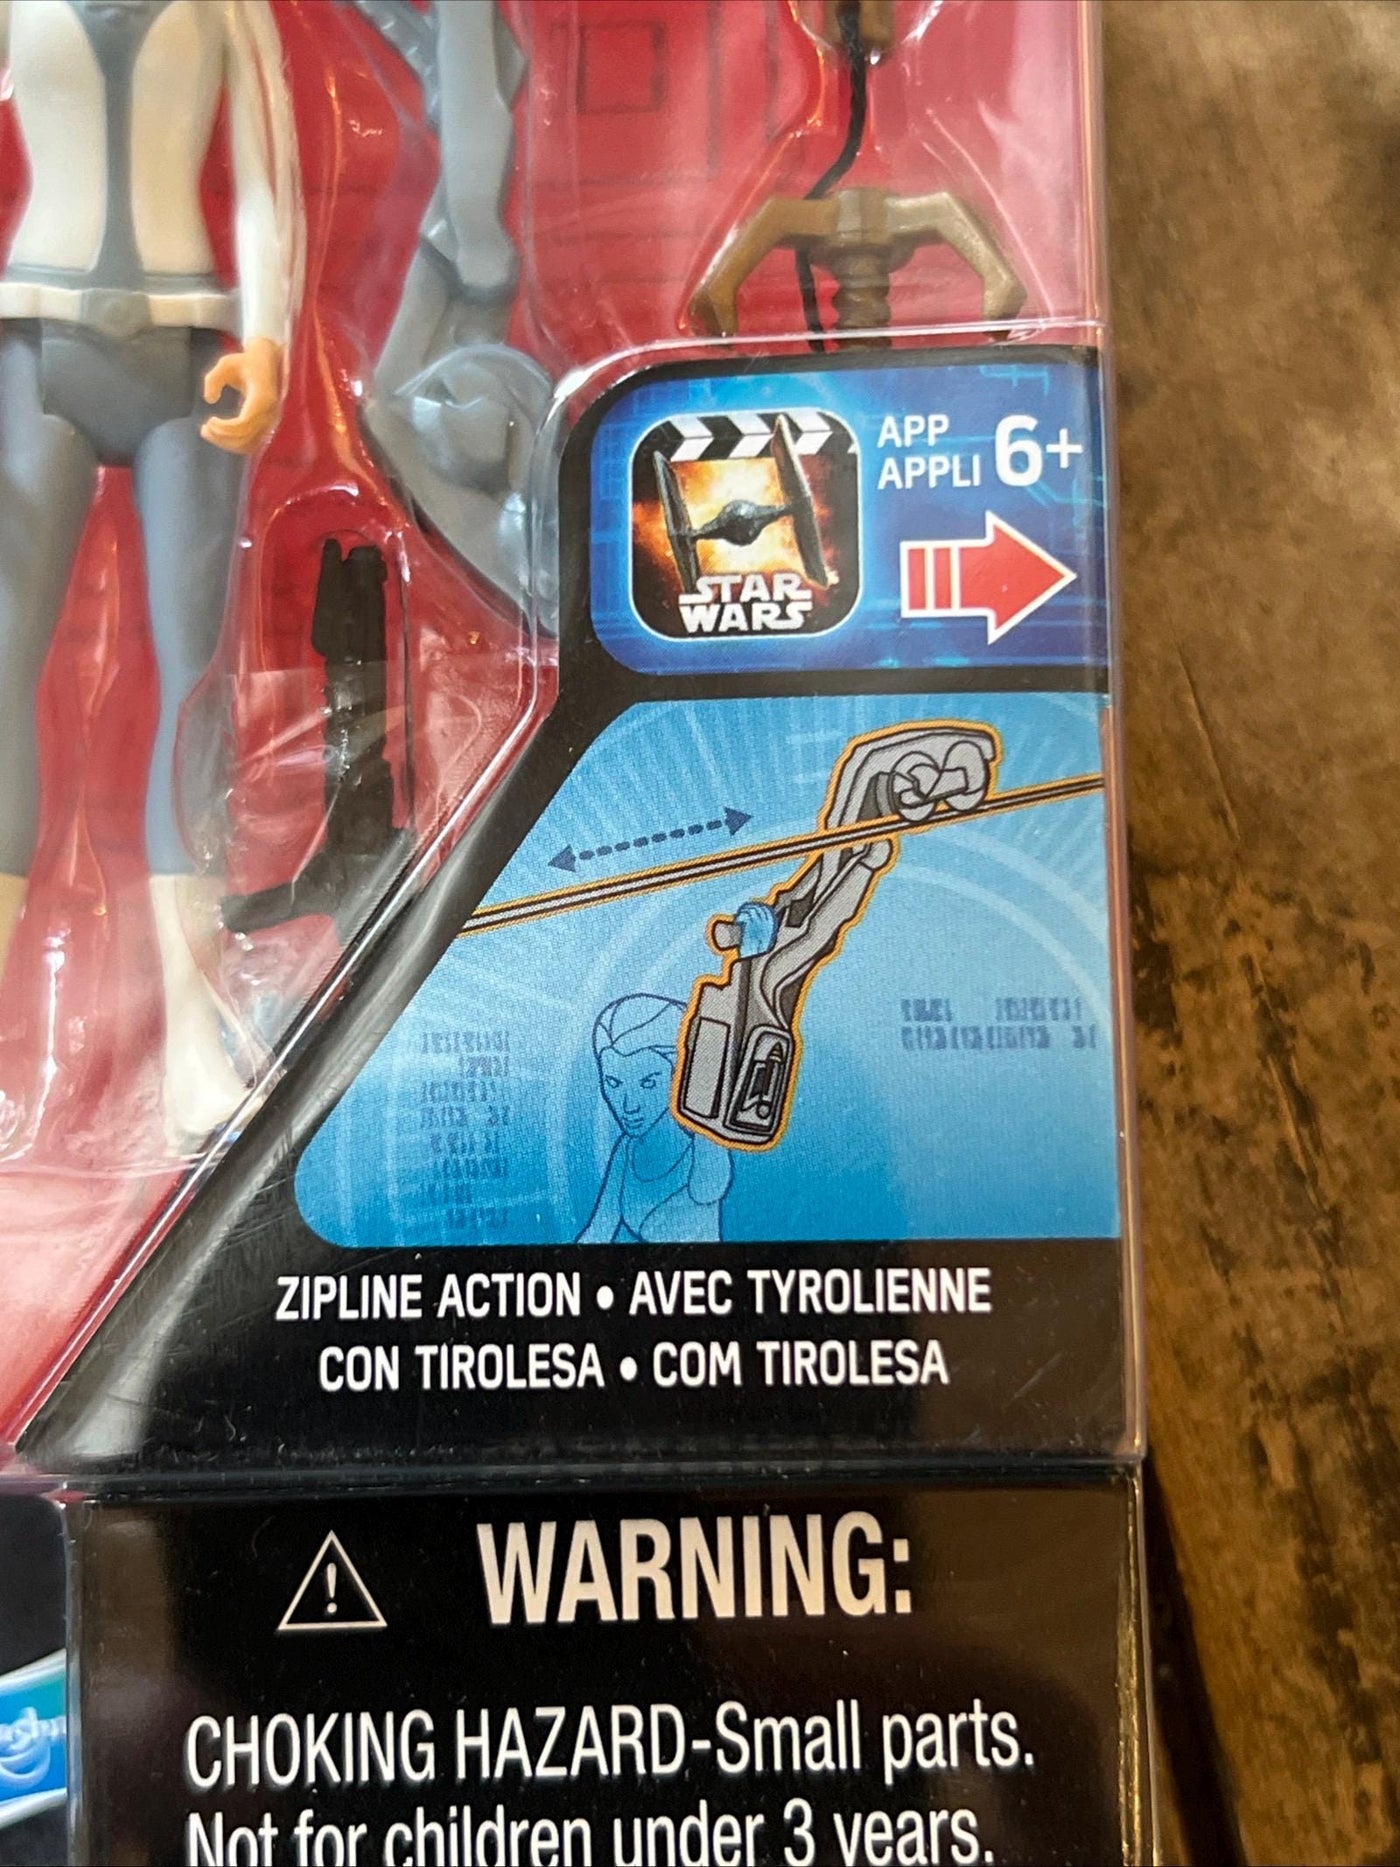 APP
APPLI 6+
STAR
WARS
ZIPLINE ACTION • AVEC TYROLIENNE
CON TIROLESA • COM TIROLESA
WARNING:
CHOKING HAZARD-Small parts.
Not for children under 3 years.